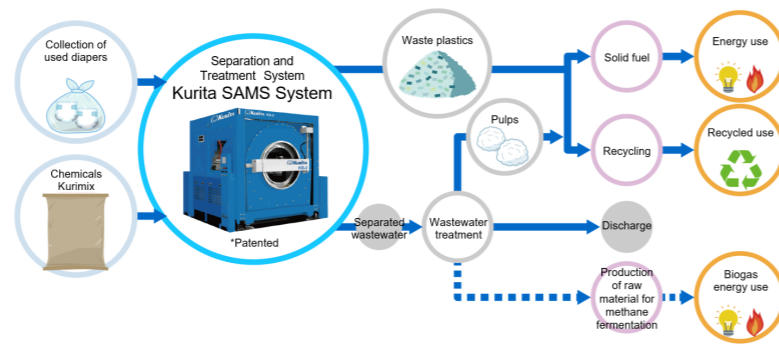 Collection of
used diapers
Chemicals
Kurimix
Separation and
Treatment System
Kurita SAMS System
*Patented
Waste plastics
Pulps
Separated
wastewater
Wastewater
treatment
Solid fuel
Recycling
Discharge
Production
of raw
material for
methane
fermentation
Energy use
Recycled use
Biogas
energy use